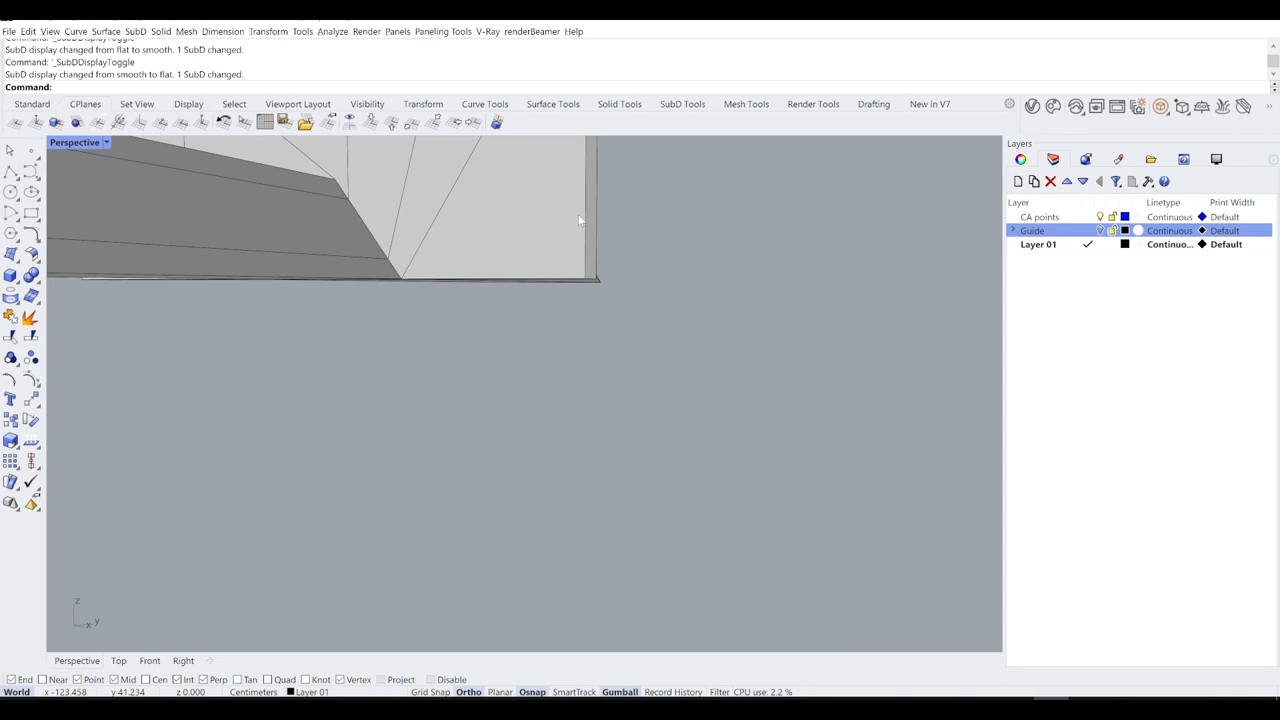 File Edit View Curve Surface SubD Solid Mesh Dimension Transform Tools Analyze Render Panels Paneling Tools V-Ray renderBeamer Help
SubD display changed from flat to smooth. 1 SubD changed.
Command: '_SubDDisplayToggle
SubD display changed from smooth to flat. 1 SubD changed.
Command:
Standard CPlanes Set View Display Select Viewport Layout Visibility Transform Curve Tools Surface Tools Solid Tools SubD Tools Mesh Tools Render Tools Drafting New in V7
Perspective
Layers
Layer Linetype Print Width
CA points Continuous Default
Guide Continuous Default
Layer 01 Continuo... Default
z
x y
Perspective Top Front Right
End Near Point Mid Cen Int Perp Tan Quad Knot Vertex Project Disable
World x -123.458 y 41.234 z 0.000 Centimeters Layer 01 Grid Snap Ortho Planar Osnap SmartTrack Gumball Record History Filter CPU use: 2.2 %